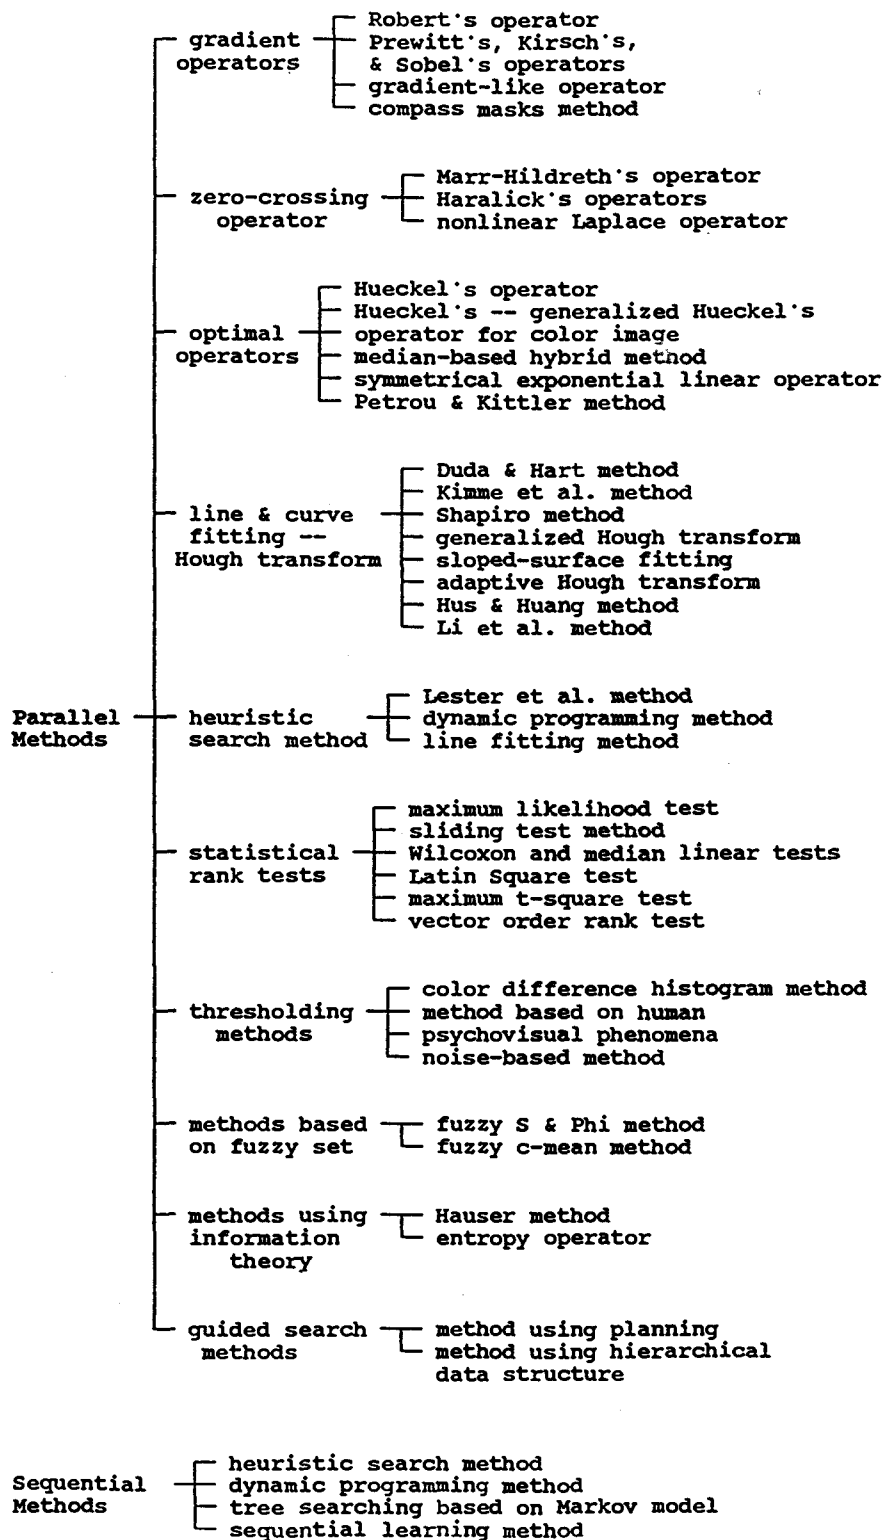 Robert's operator
gradient
Prewitt's, Kirsch's,
operators
& Sobel's operators
gradient-like operator
compass masks method
Marr-Hildreth's operator
zero-crossing
Haralick's operators
operator
nonlinear Laplace operator
Hueckel's operator
Hueckel's -- generalized Hueckel's
optimal
operator for color image
operators
median-based hybrid method
symmetrical exponential linear operator
Petrou & Kittler method
Duda & Hart method
Kimme et al. method
line & curve
Shapiro method
fitting --
generalized Hough transform
Hough transform
sloped-surface fitting
adaptive Hough transform
Hus & Huang method
Li et al. method
Lester et al. method
Parallel
heuristic
dynamic programming method
Methods
search method
line fitting method
maximum likelihood test
sliding test method
statistical
Wilcoxon and median linear tests
rank tests
Latin Square test
maximum t-square test
vector order rank test
color difference histogram method
thresholding
method based on human
methods
psychovisual phenomena
noise-based method
methods based
fuzzy S & Phi method
on fuzzy set
fuzzy c-mean method
methods using
Hauser method
information
entropy operator
theory
guided search
method using planning
methods
method using hierarchical
data structure
heuristic search method
Sequential
dynamic programming method
Methods
tree searching based on Markov model
sequential learning method